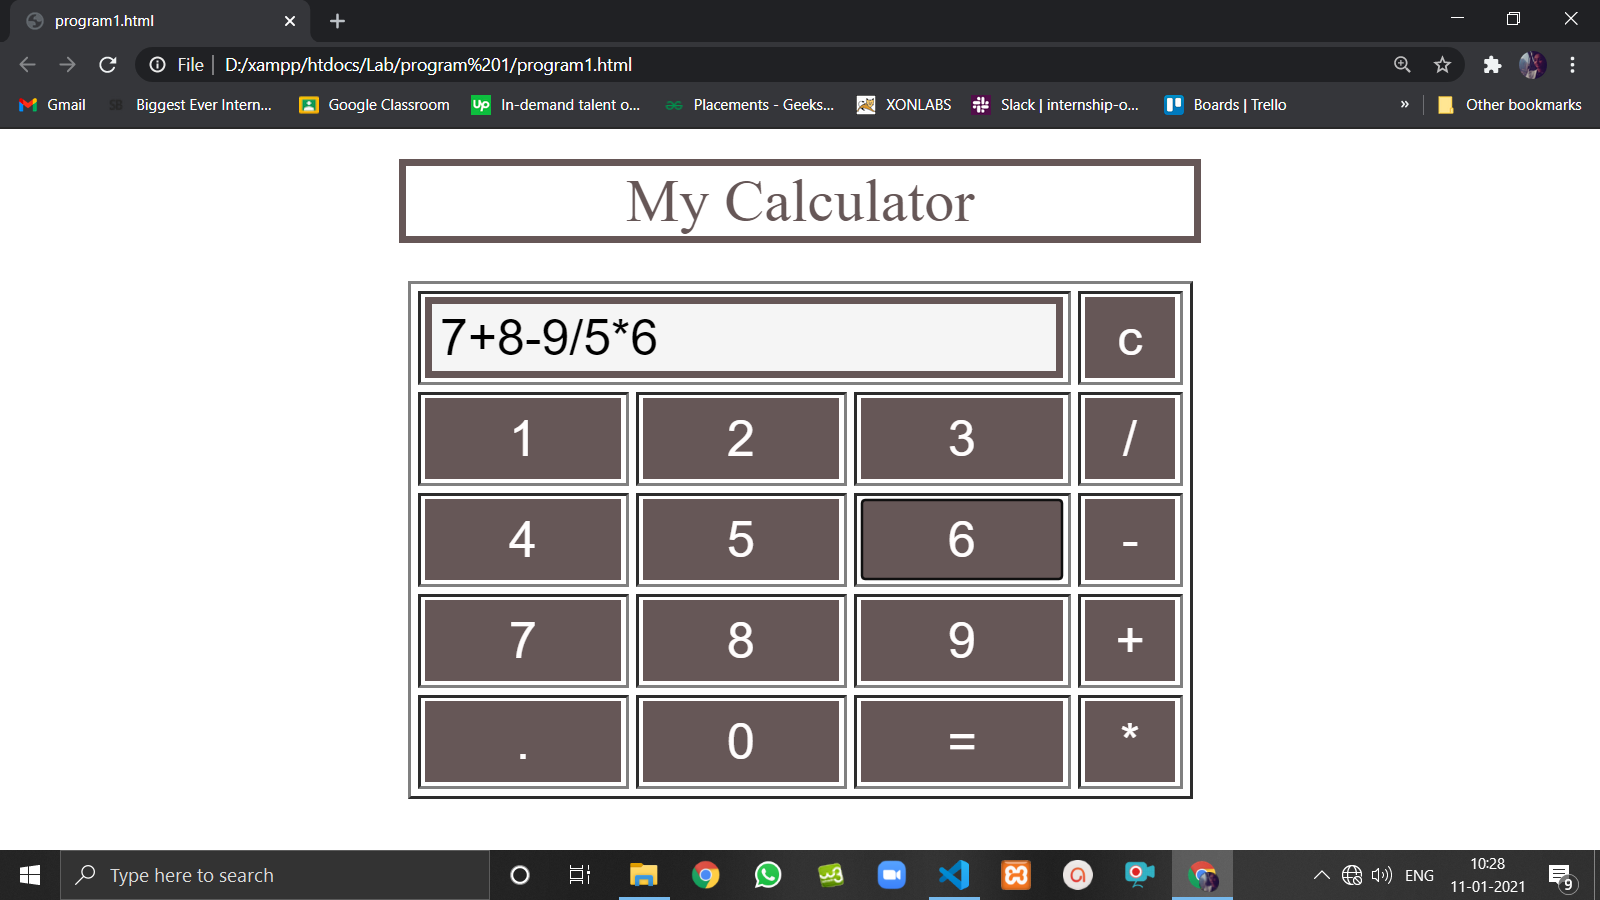 program1.html
File | D:/xampp/htdocs/Lab/program%201/program1.html
Gmail SB Biggest Ever Intern... Google Classroom Up In-demand talent o... Placements - Geeks... XONLABS Slack | internship-o... Boards | Trello » Other bookmarks
My Calculator
7+8-9/5*6 c
1 2 3 /
4 5 6 -
7 8 9 +
. 0 = *
Type here to search
ENG
10:28
11-01-2021
9